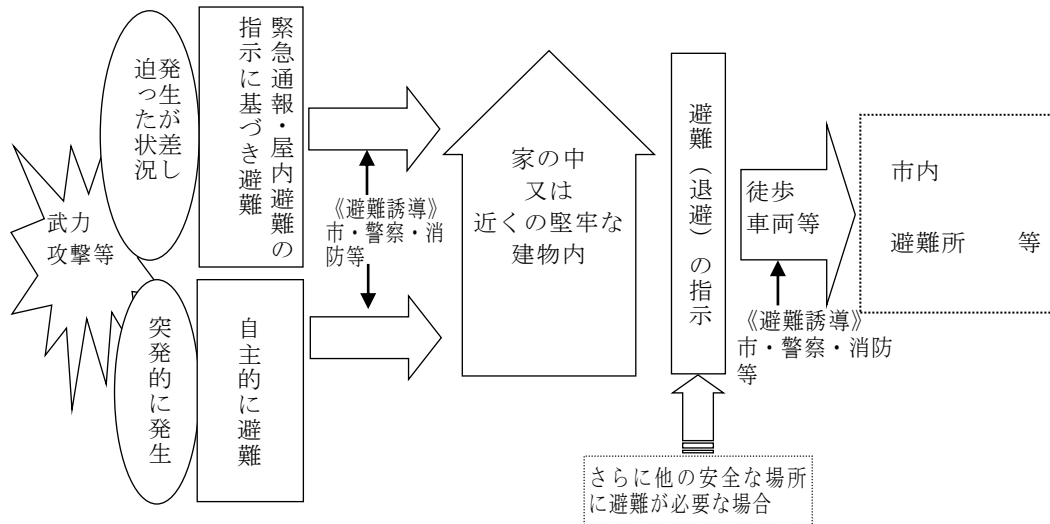 武力
攻撃等
発生が差し
迫った状況
緊急通報・屋内避難の
指示に基づき避難
突発的に発生
自主的に避難
《避難誘導》
市・警察・消
防等
家の中
又は
近くの堅牢な
建物内
避難（退避）の指示
さらに他の安全な場所
に避難が必要な場合
徒歩
車両等
《避難誘導》
市・警察・消防
等
市内
避難所　　等